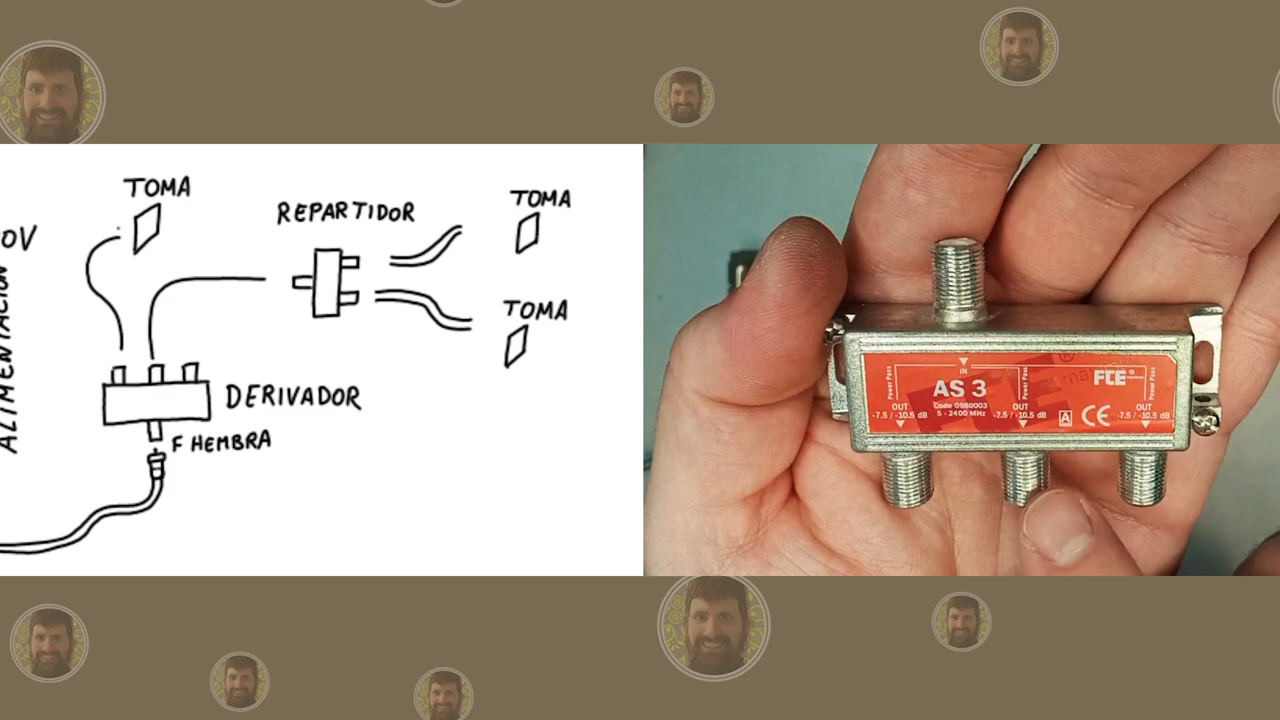 TOMA
REPARTIDOR
TOMA
OV
ALIMENTACIÓN
TOMA
DERIVADOR
F HEMBRA
IN
Power Pass
Power Pass
Power Pass
AS 3
FTE
Code 0980003
5 - 2400 MHz
OUT
-7.5 / -10.5 dB
OUT
-7.5 / -10.5 dB
A
CE
OUT
-7.5 / -10.5 dB